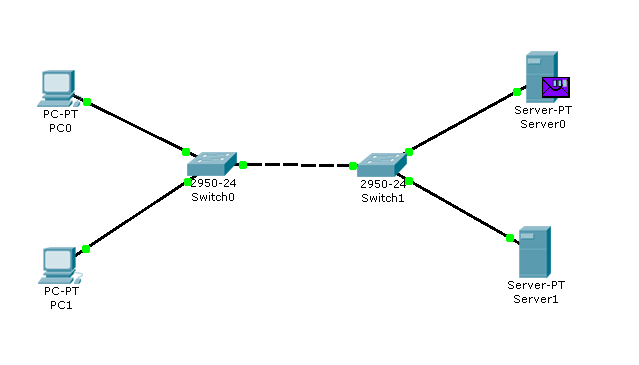 PC-PT
PC0
Server-PT
Server0
2950-24
Switch0
2950-24
Switch1
PC-PT
PC1
Server-PT
Server1